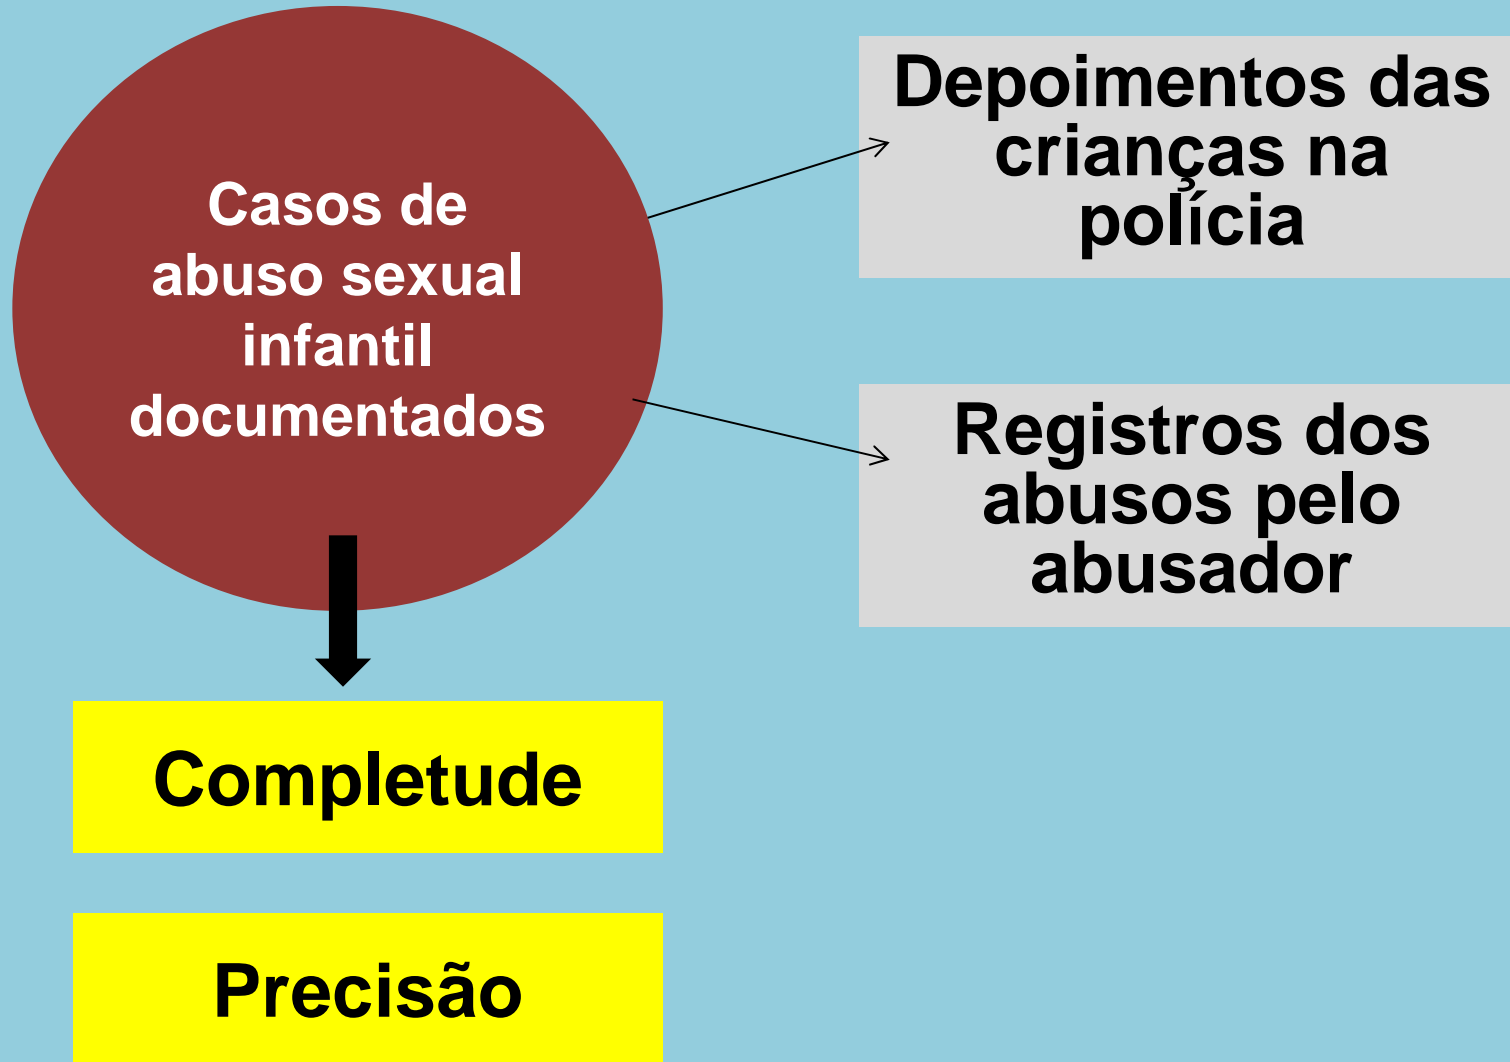 Casos de
abuso sexual
infantil
documentados
Depoimentos das
crianças na
polícia
Registros dos
abusos pelo
abusador
Completude
Precisão